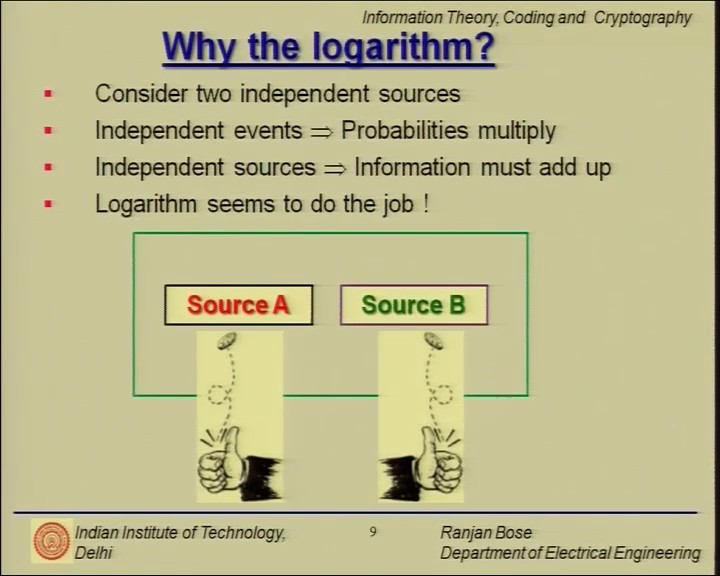 Information Theory, Coding and Cryptography
Why the logarithm?
Consider two independent sources
Independent events ⇒ Probabilities multiply
Independent sources ⇒ Information must add up
Logarithm seems to do the job !
Source A
Source B
Indian Institute of Technology,
Delhi
9
Ranjan Bose
Department of Electrical Engineering